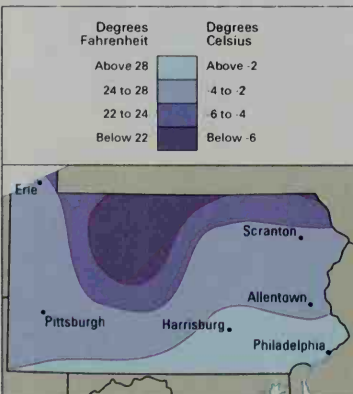 Degrees Fahrenheit
Degrees Celsius
Above 28
Above -2
24 to 28
-4 to -2
22 to 24
-6 to -4
Below 22
Below -6
Erie
Scranton
Allentown
Pittsburgh
Harrisburg
Philadelphia